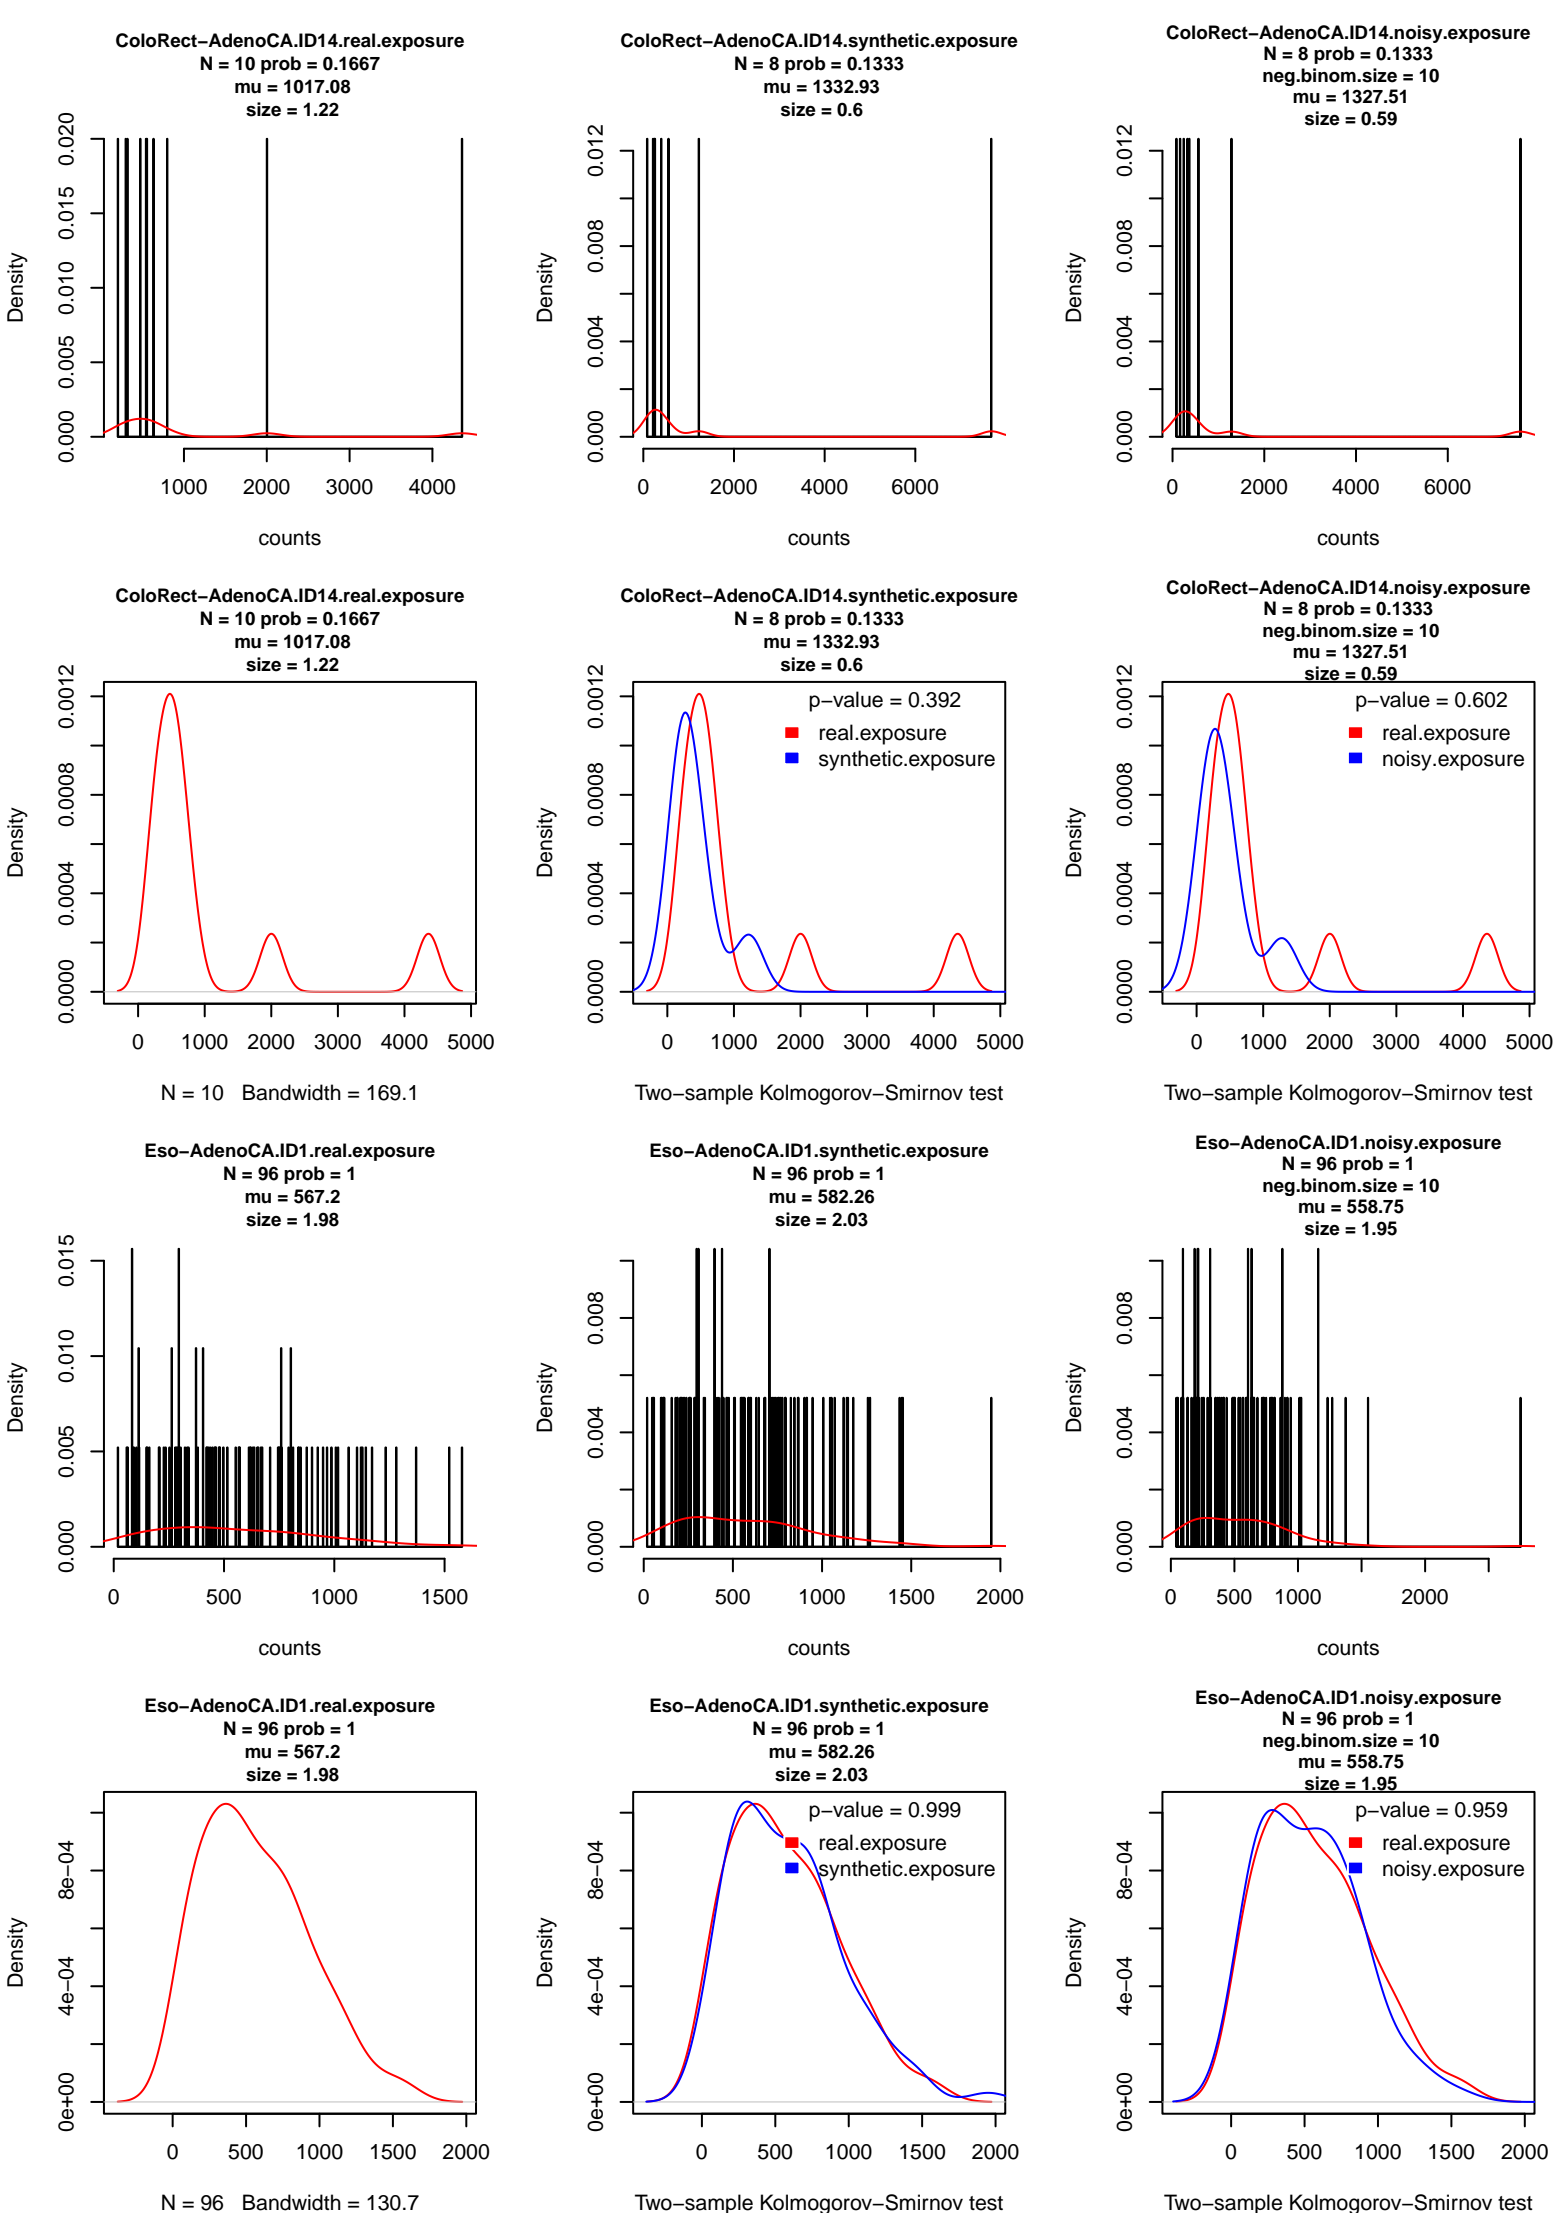 ColoRect−AdenoCA.ID14.real.exposure
N = 10 prob = 0.1667
mu = 1017.08
size = 1.22
Density
0.000 0.005 0.010 0.015 0.020
1000 2000 3000 4000
counts
ColoRect−AdenoCA.ID14.synthetic.exposure
N = 8 prob = 0.1333
mu = 1332.93
size = 0.6
Density
0.000 0.004 0.008 0.012
0 2000 4000 6000
counts
ColoRect−AdenoCA.ID14.noisy.exposure
N = 8 prob = 0.1333
neg.binom.size = 10
mu = 1327.51
size = 0.59
Density
0.000 0.004 0.008 0.012
0 2000 4000 6000
counts
ColoRect−AdenoCA.ID14.real.exposure
N = 10 prob = 0.1667
mu = 1017.08
size = 1.22
Density
0.0000 0.0004 0.0008 0.0012
0 1000 2000 3000 4000 5000
N = 10 Bandwidth = 169.1
ColoRect−AdenoCA.ID14.synthetic.exposure
N = 8 prob = 0.1333
mu = 1332.93
size = 0.6
p−value = 0.392
real.exposure
synthetic.exposure
Density
0.0000 0.0004 0.0008 0.0012
0 1000 2000 3000 4000 5000
Two−sample Kolmogorov−Smirnov test
ColoRect−AdenoCA.ID14.noisy.exposure
N = 8 prob = 0.1333
neg.binom.size = 10
mu = 1327.51
size = 0.59
p−value = 0.602
real.exposure
noisy.exposure
Density
0.0000 0.0004 0.0008 0.0012
0 1000 2000 3000 4000 5000
Two−sample Kolmogorov−Smirnov test
Eso−AdenoCA.ID1.real.exposure
N = 96 prob = 1
mu = 567.2
size = 1.98
Density
0.000 0.005 0.010 0.015
0 500 1000 1500
counts
Eso−AdenoCA.ID1.synthetic.exposure
N = 96 prob = 1
mu = 582.26
size = 2.03
Density
0.000 0.004 0.008
0 500 1000 1500 2000
counts
Eso−AdenoCA.ID1.noisy.exposure
N = 96 prob = 1
neg.binom.size = 10
mu = 558.75
size = 1.95
Density
0.000 0.004 0.008
0 500 1000 2000
counts
Eso−AdenoCA.ID1.real.exposure
N = 96 prob = 1
mu = 567.2
size = 1.98
Density
0e+00 4e−04 8e−04
0 500 1000 1500 2000
N = 96 Bandwidth = 130.7
Eso−AdenoCA.ID1.synthetic.exposure
N = 96 prob = 1
mu = 582.26
size = 2.03
p−value = 0.999
real.exposure
synthetic.exposure
Density
0e+00 4e−04 8e−04
0 500 1000 1500 2000
Two−sample Kolmogorov−Smirnov test
Eso−AdenoCA.ID1.noisy.exposure
N = 96 prob = 1
neg.binom.size = 10
mu = 558.75
size = 1.95
p−value = 0.959
real.exposure
noisy.exposure
Density
0e+00 4e−04 8e−04
0 500 1000 1500 2000
Two−sample Kolmogorov−Smirnov test